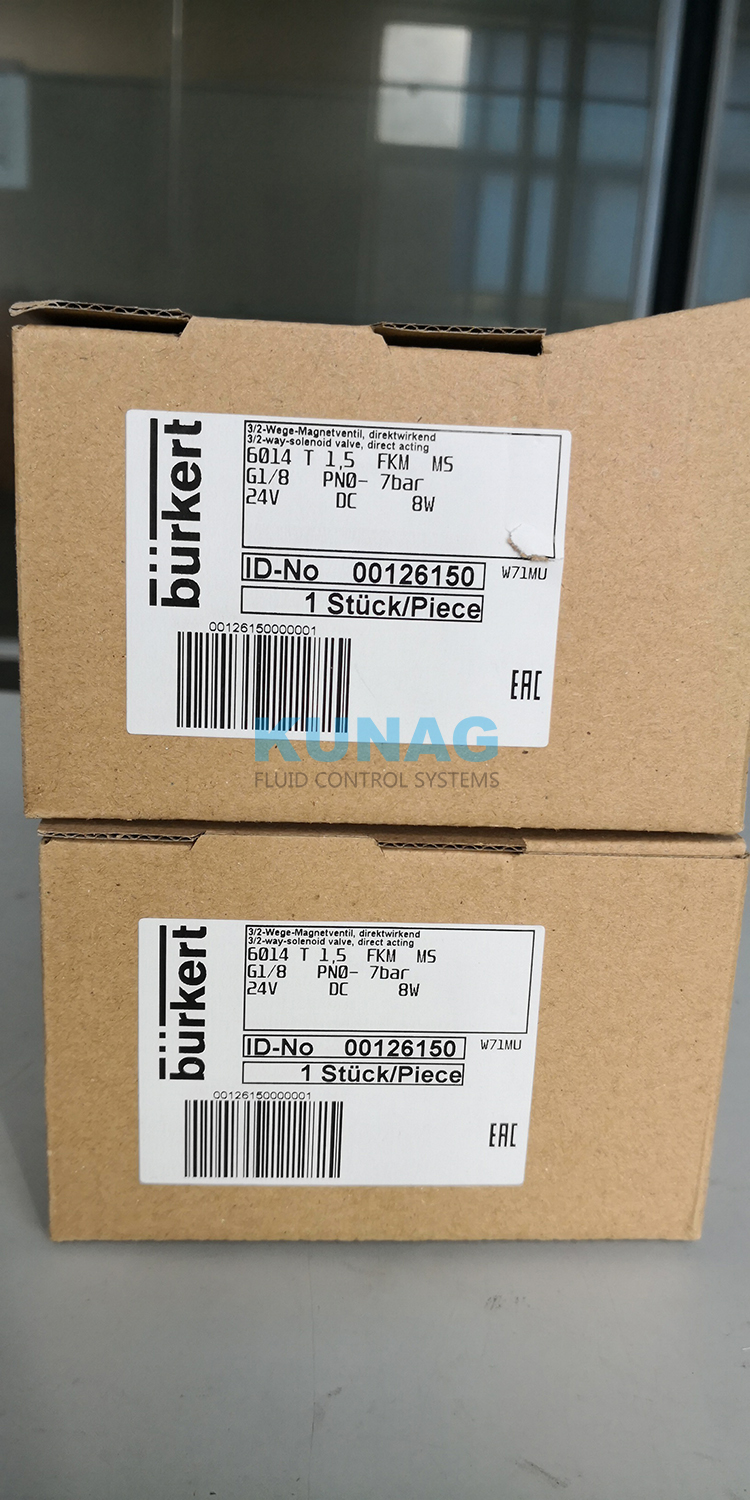 bürkert
3/2-Wege-Magnetventil, direktwirkend
3/2-way-solenoid valve, direct acting
6014 T 1,5 FKM MS
G1/8 PN0- 7bar
24V DC 8W
ID-No 00126150
W71MU
1 Stück/Piece
00126150000001
EAC
KUNAG
FLUID CONTROL SYSTEMS
bürkert
3/2-Wege-Magnetventil, direktwirkend
3/2-way-solenoid valve, direct acting
6014 T 1,5 FKM MS
G1/8 PN0- 7bar
24V DC 8W
ID-No 00126150
W71MU
1 Stück/Piece
00126150000001
EAC